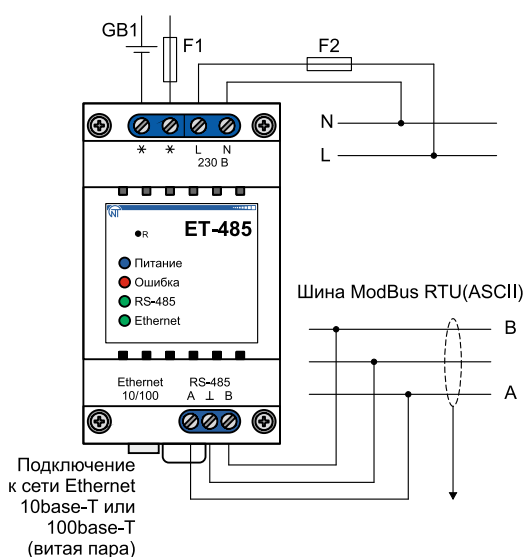 GB1
F1
F2
N
L
* * L N
230 В
NT
R
ET-485
Питание
Ошибка
RS-485
Ethernet
Шина ModBus RTU(ASCII)
B
A
Ethernet RS-485
10/100 A ⊥ B
Подключение
к сети Ethernet
10base-T или
100base-T
(витая пара)